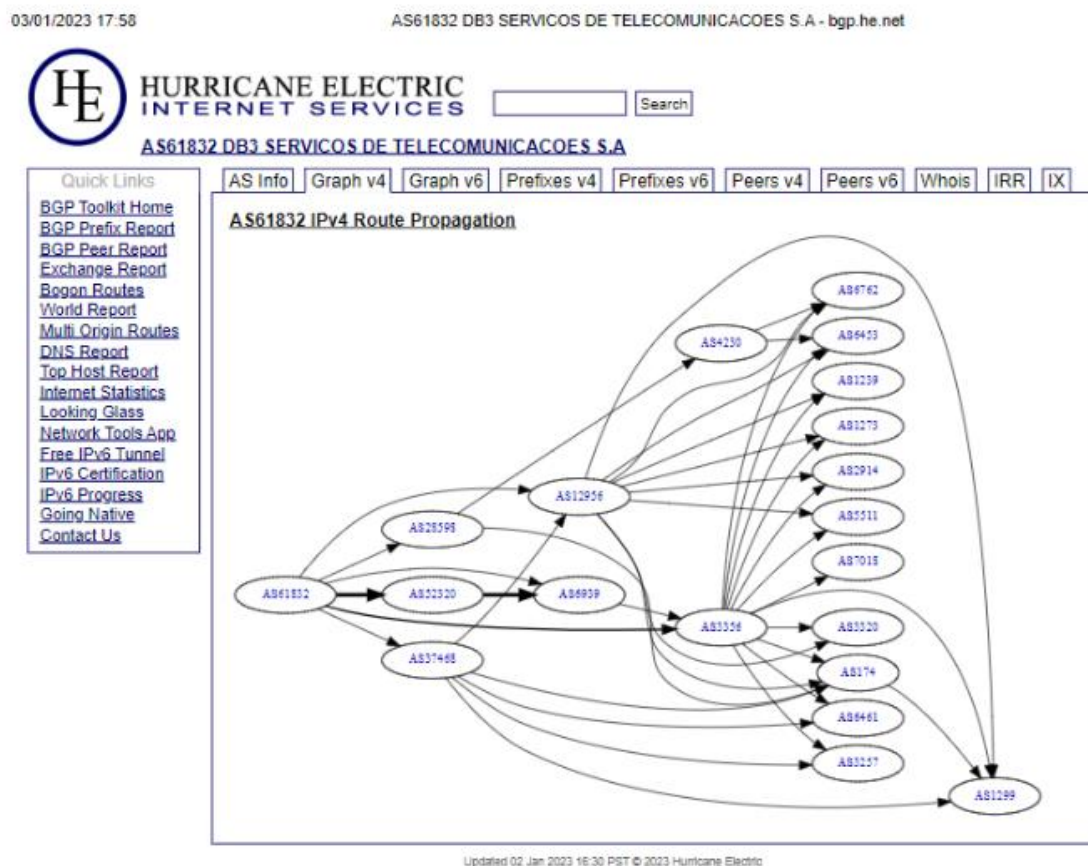 03/01/2023 17:58
AS61832 DB3 SERVICOS DE TELECOMUNICACOES S.A - bgp.he.net
HE
HURRICANE ELECTRIC
INTERNET SERVICES
Search
AS61832 DB3 SERVICOS DE TELECOMUNICACOES S.A
Quick Links
BGP Toolkit Home
BGP Prefix Report
BGP Peer Report
Exchange Report
Bogon Routes
World Report
Multi Origin Routes
DNS Report
Top Host Report
Internet Statistics
Looking Glass
Network Tools App
Free IPv6 Tunnel
IPv6 Certification
IPv6 Progress
Going Native
Contact Us
AS Info Graph v4 Graph v6 Prefixes v4 Prefixes v6 Peers v4 Peers v6 Whois IRR IX
AS61832 IPv4 Route Propagation
AS6762
AS4230
AS6453
AS1239
AS1273
AS2914
AS12956
AS5511
AS28598
AS7018
AS61832
AS52320
AS6939
AS3356
AS3320
AS37468
AS174
AS6461
AS3257
AS1299
Updated 02 Jan 2023 16:30 PST © 2023 Hurricane Electric